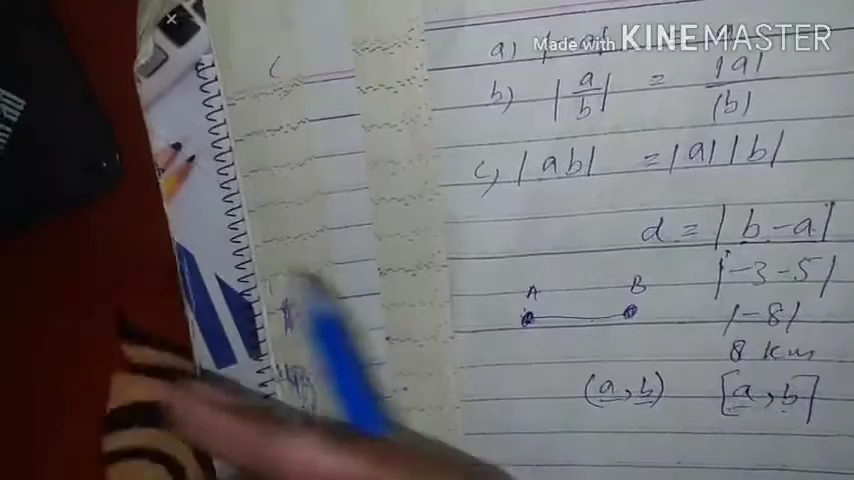 Made with KINEMASTER
a) |-a| =
b) |a/b| = |a|/|b|
c) |ab| = |a||b|
d = |b-a|
|-3-5|
A B |-8|
8 Km
(a,b) [a,b]